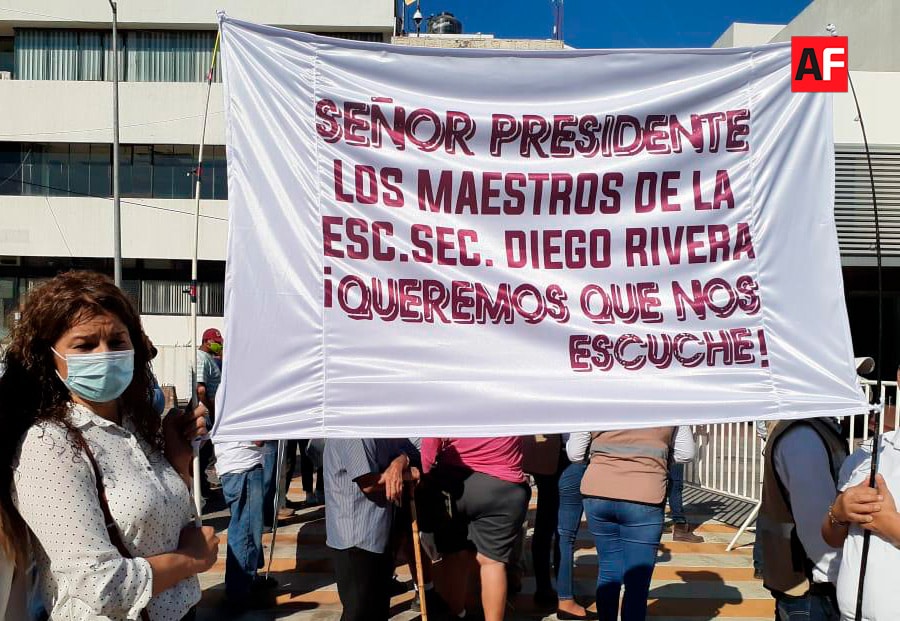 AF
SEÑOR PRESIDENTE
LOS MAESTROS DE LA
ESC.SEC. DIEGO RIVERA
¡QUEREMOS QUE NOS
ESCUCHE!